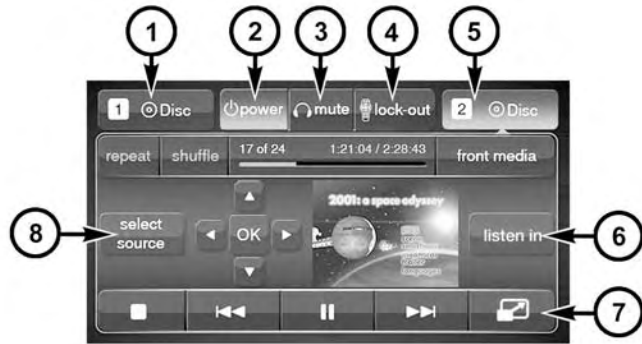 1 2 3 4 5
1 Disc power mute lock-out 2 Disc
repeat shuffle 17 of 24 1:21:04 / 2:28:43 front media
2001: a space odyssey
select
source
OK
listen in
languages
8
6
7